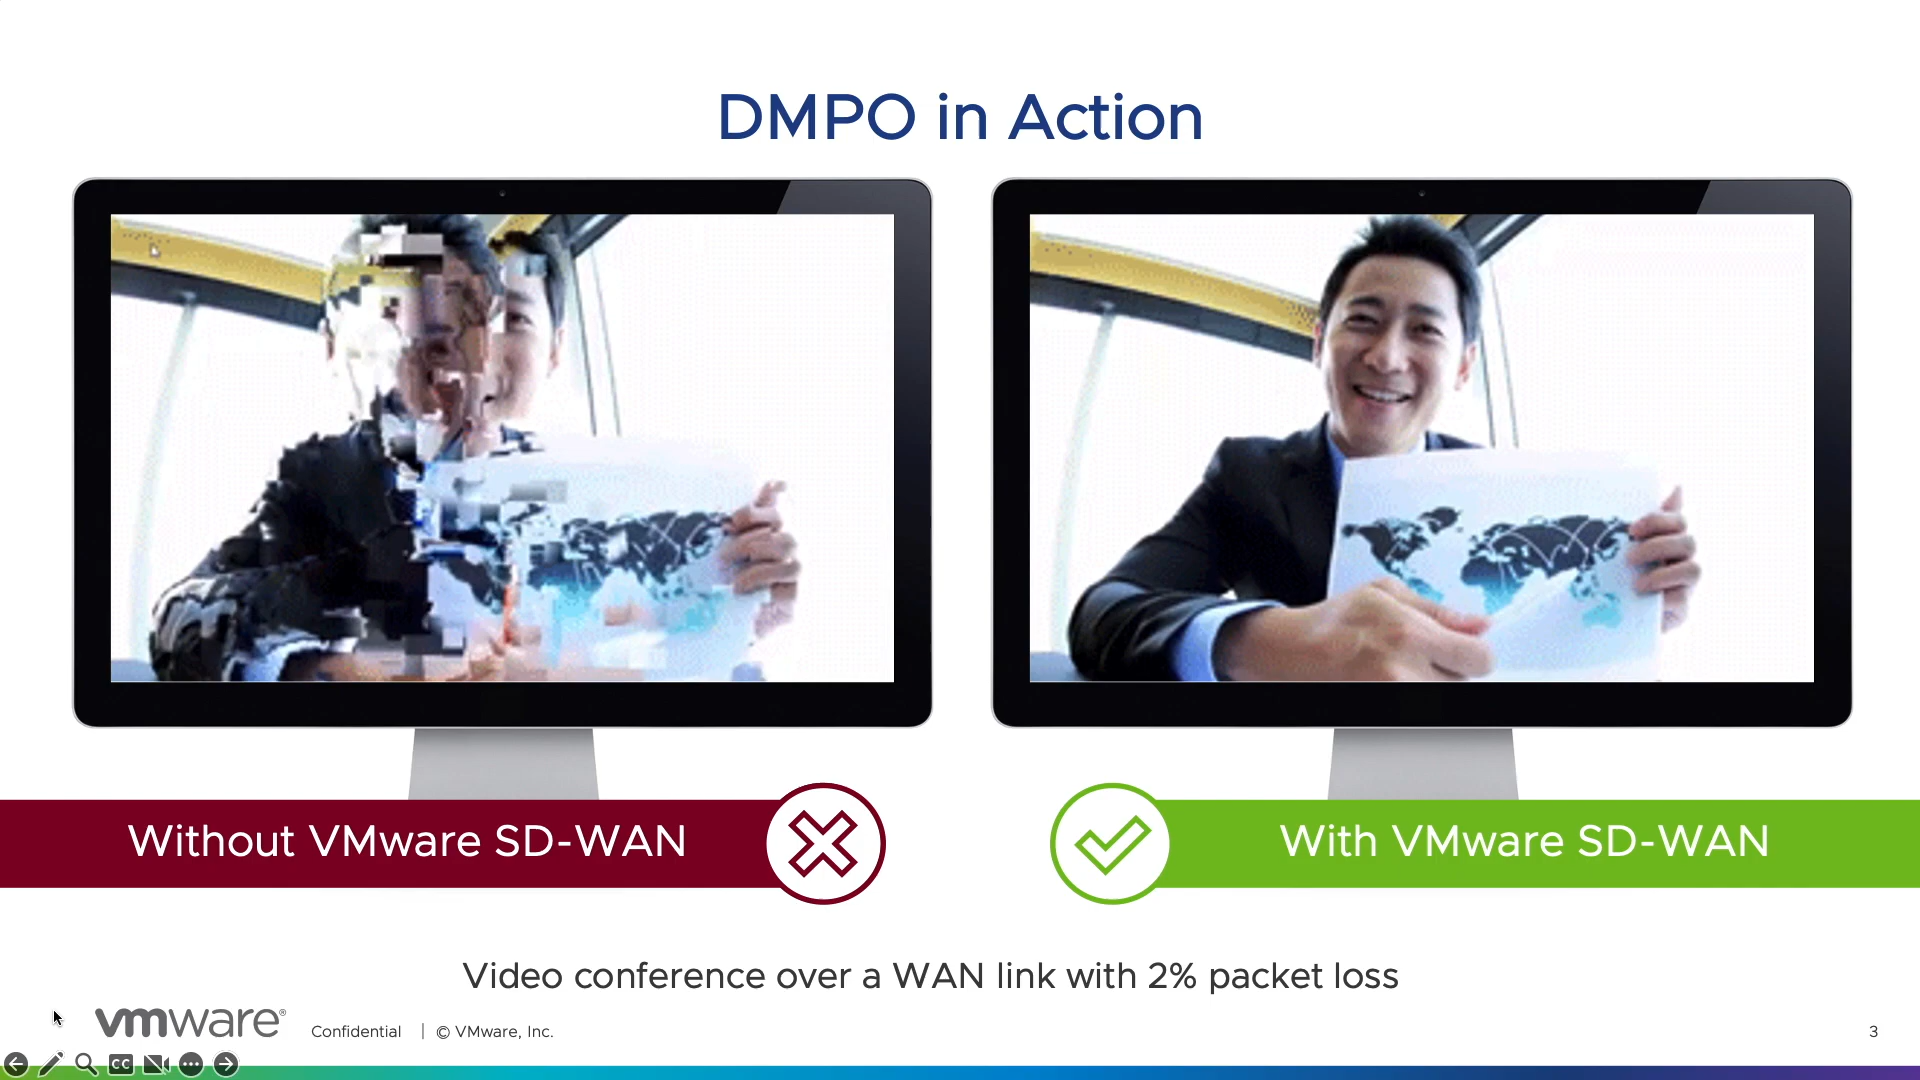 DMPO in Action
Without VMware SD-WAN
With VMware SD-WAN
Video conference over a WAN link with 2% packet loss
vmware®
Confidential | © VMware, Inc.
3
CC